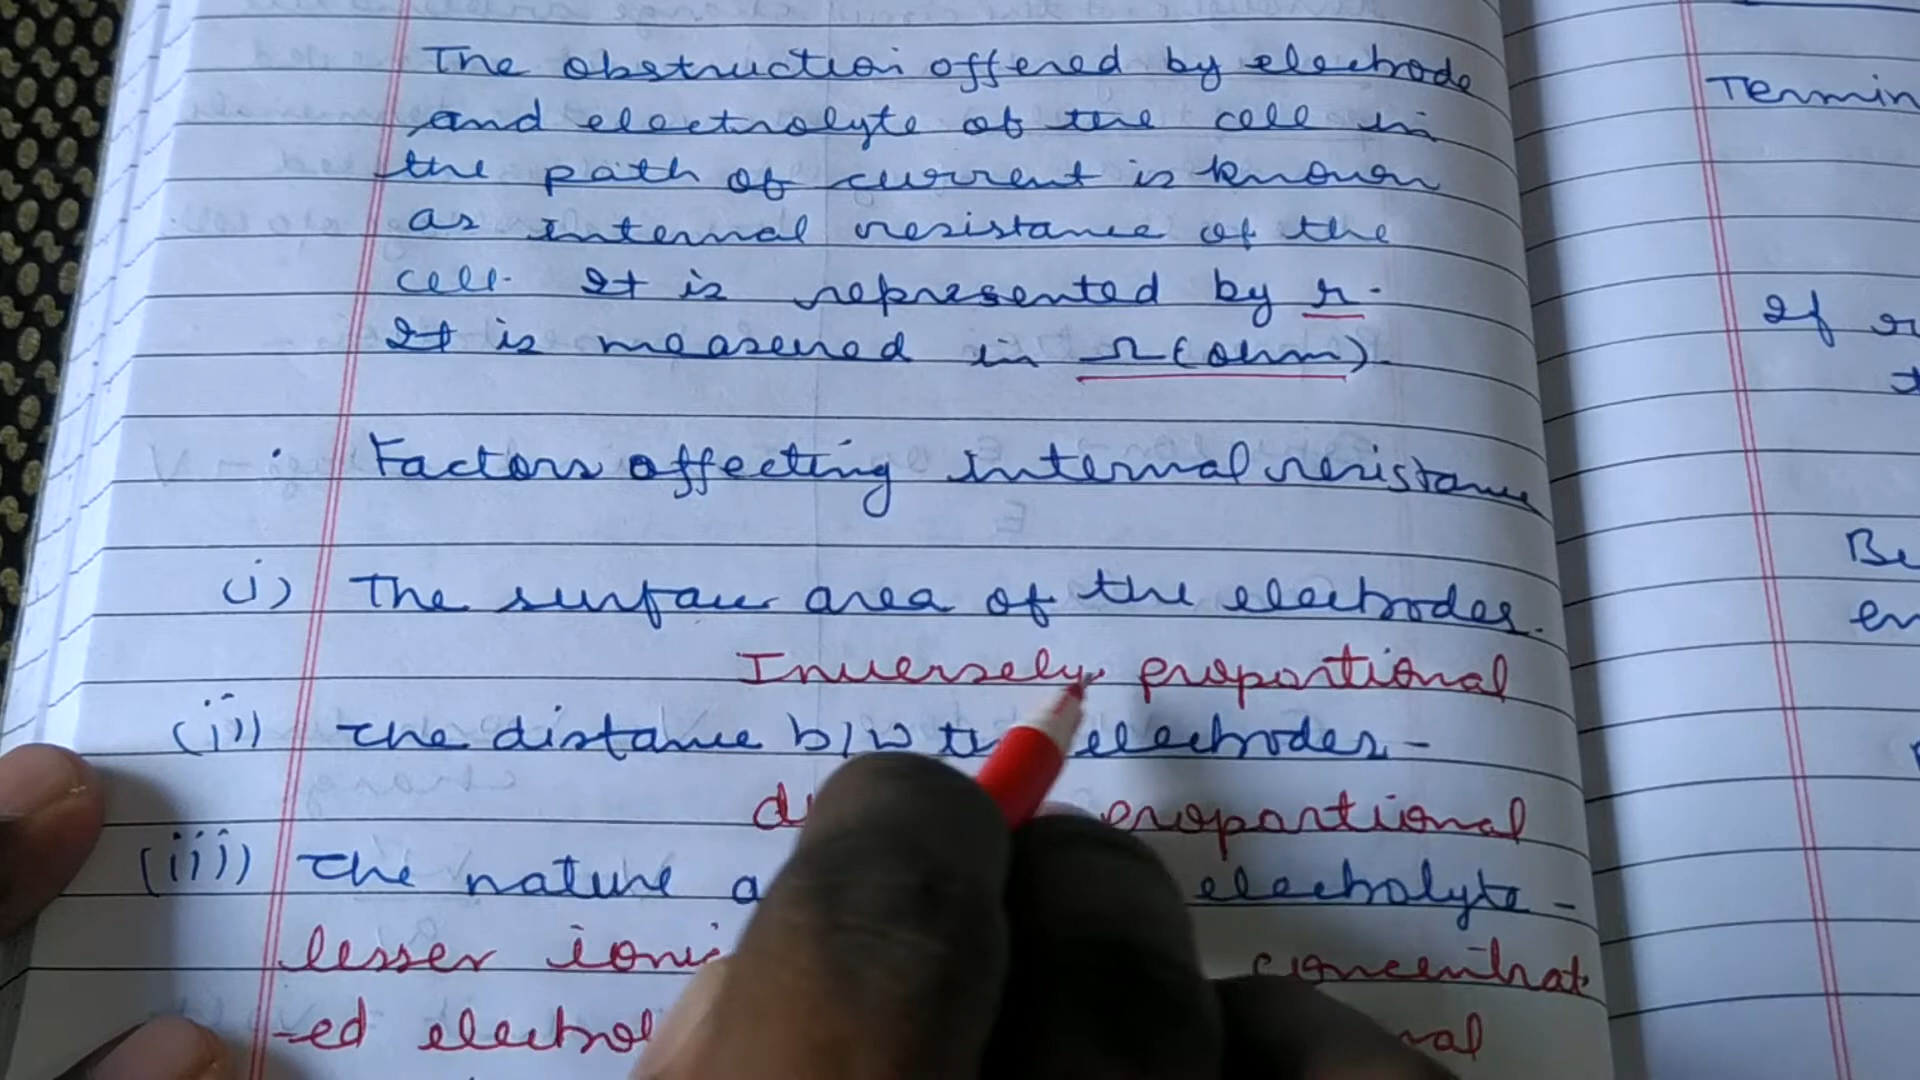 The obstruction offered by electrode
and electrolyte of the cell in
the path of current is known
as internal resistance of the
cell. It is represented by r.
It is measured in Ω (ohm).
Factors affecting internal resistance
(i) The surface area of the electrodes.
Inversely proportional
(ii) the distance b/w electrodes-
proportional
(iii) the nature electrolyte-
lesser ionic concentrat
-ed
Termin
If
Be